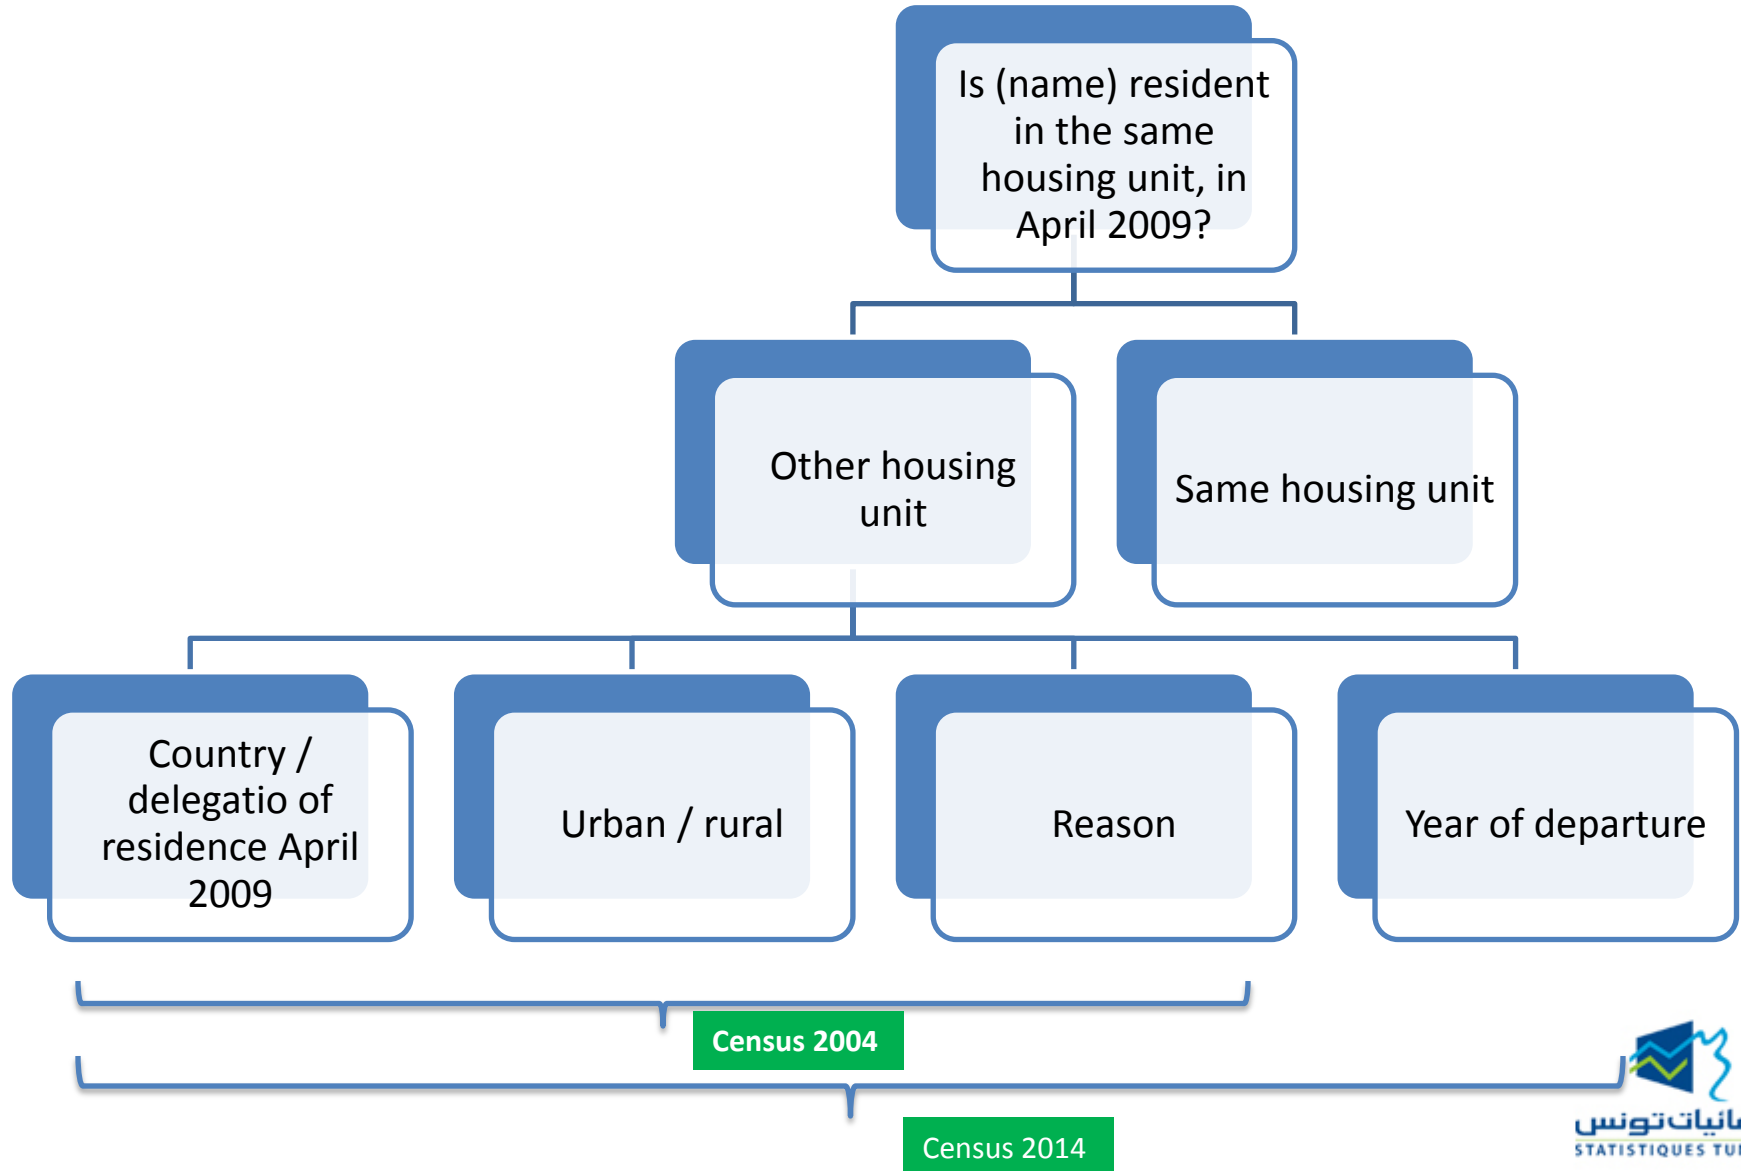 Is (name) resident
in the same
housing unit, in
April 2009?
Other housing
unit
Same housing unit
Country /
delegatio of
residence April
2009
Urban / rural
Reason
Year of departure
Census 2004
Census 2014
تونس
STATISTIQUES